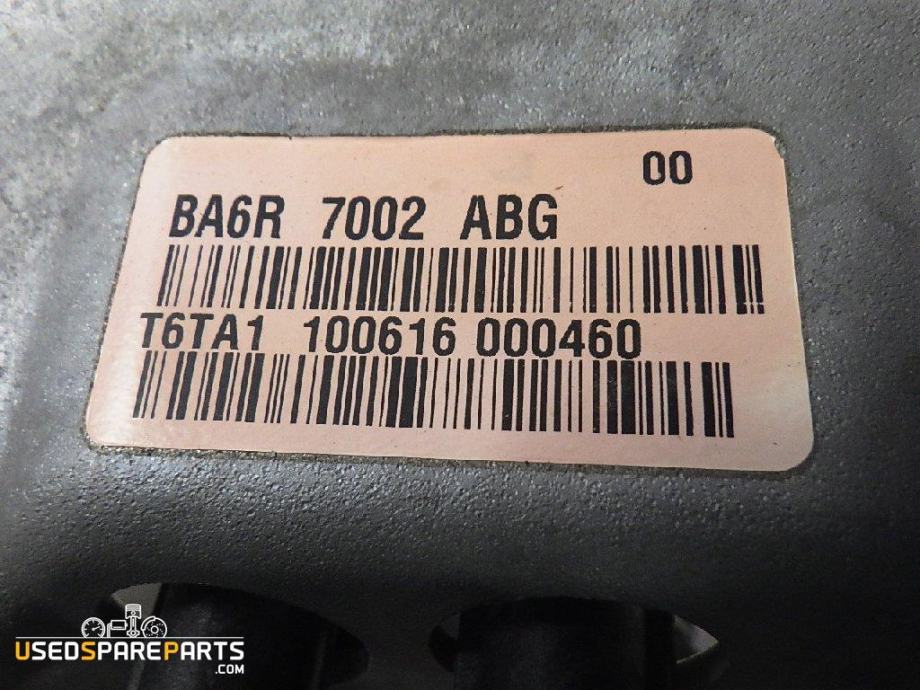 00
BA6R 7002 ABG
T6TA1 100616 000460
USEDSPAREPARTS
.COM